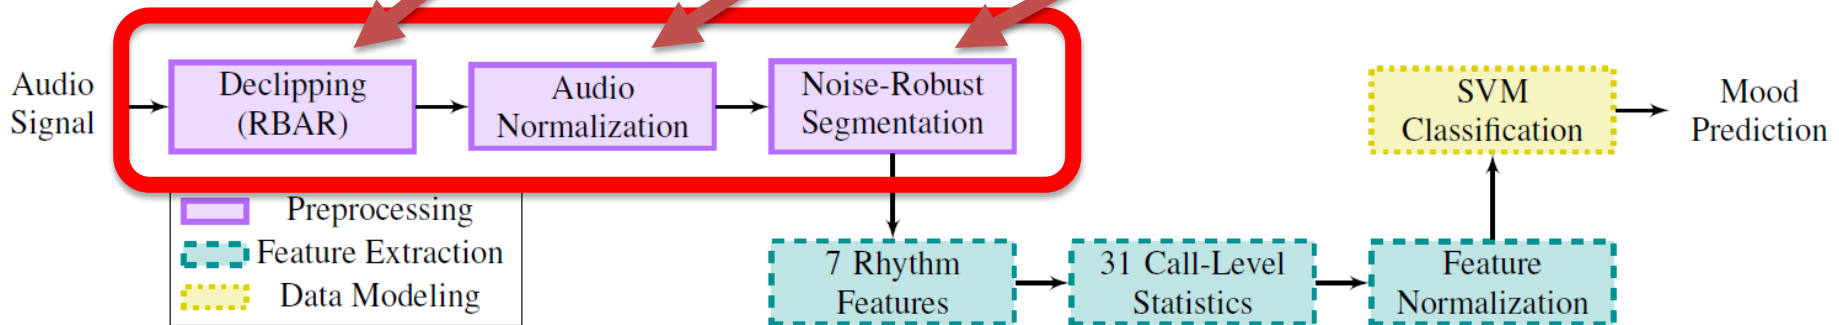 Audio
Signal
Declipping
(RBAR)
Audio
Normalization
Noise-Robust
Segmentation
SVM
Classification
Mood
Prediction
Preprocessing
Feature Extraction
Data Modeling
7 Rhythm
Features
31 Call-Level
Statistics
Feature
Normalization